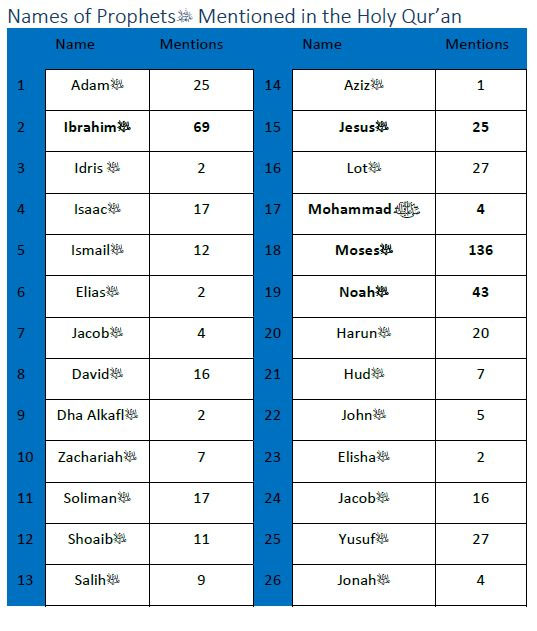 Names of Prophets﵇ Mentioned in the Holy Qur’an
Name Mentions Name Mentions
1 Adam﵇ 25 14 Aziz﵇ 1
2 Ibrahim﵇ 69 15 Jesus﵇ 25
3 Idris ﵇ 2 16 Lot﵇ 27
4 Isaac﵇ 17 17 Mohammadﷺ 4
5 Ismail﵇ 12 18 Moses﵇ 136
6 Elias﵇ 2 19 Noah﵇ 43
7 Jacob﵇ 4 20 Harun﵇ 20
8 David﵇ 16 21 Hud﵇ 7
9 Dha Alkafl﵇ 2 22 John﵇ 5
10 Zachariah﵇ 7 23 Elisha﵇ 2
11 Soliman﵇ 17 24 Jacob﵇ 16
12 Shoaib﵇ 11 25 Yusuf﵇ 27
13 Salih﵇ 9 26 Jonah﵇ 4